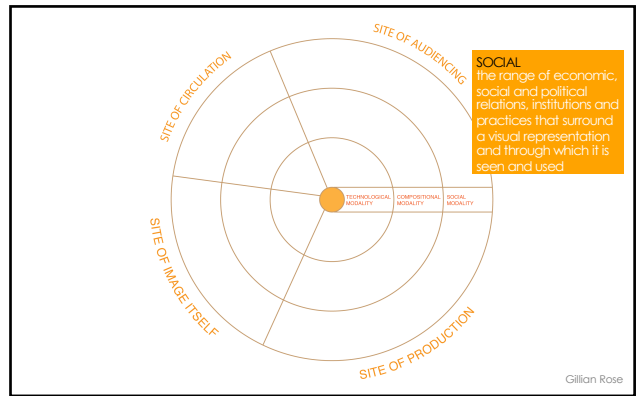 SITE OF CIRCULATION
SITE OF AUDIENCING
SOCIAL
the range of economic,
social and political
relations, institutions and
practices that surround
a visual representation
and through which it is
seen and used
TECHNOLOGICAL
MODALITY
COMPOSITIONAL
MODALITY
SOCIAL
MODALITY
SITE OF IMAGE ITSELF
SITE OF PRODUCTION
Gillian Rose